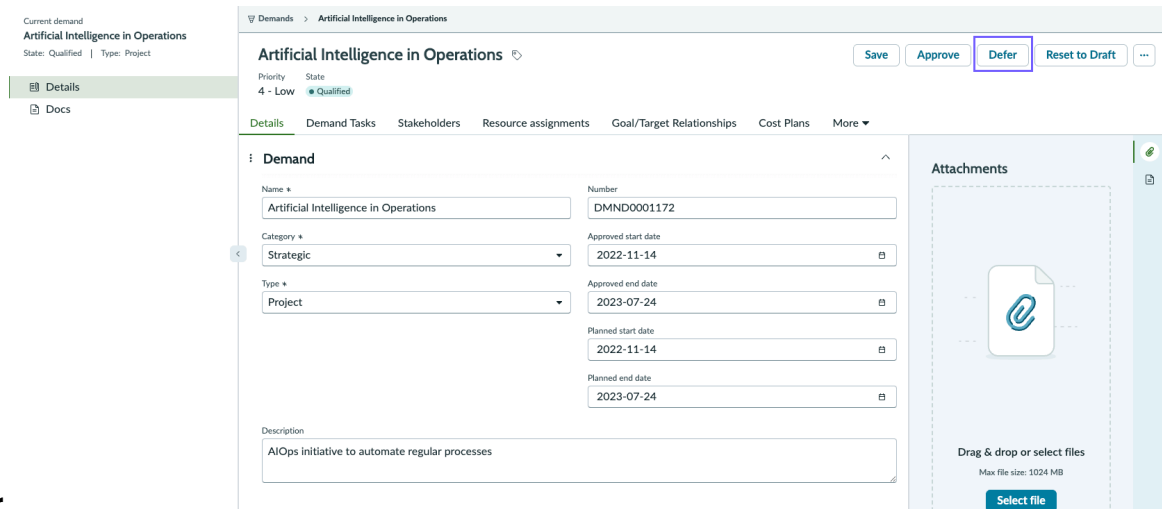 Current demand
Artificial Intelligence in Operations
State: Qualified | Type: Project
Details
Docs
Demands > Artificial Intelligence in Operations
Artificial Intelligence in Operations
Save Approve Defer Reset to Draft ...
Priority State
4 - Low Qualified
Details Demand Tasks Stakeholders Resource assignments Goal/Target Relationships Cost Plans More
Demand
Name *
Artificial Intelligence in Operations
Number
DMND0001172
Category *
Strategic
Approved start date
2022-11-14
Type *
Project
Approved end date
2023-07-24
Planned start date
2022-11-14
Planned end date
2023-07-24
Description
AIOps initiative to automate regular processes
Attachments
Drag & drop or select files
Max file size: 1024 MB
Select file